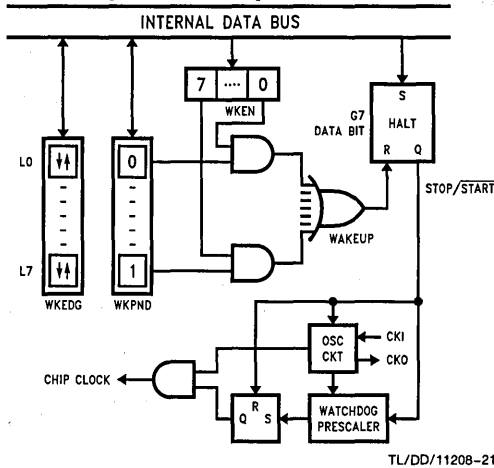 INTERNAL DATA BUS
7 ···· 0
WKEN
S
G7
DATA BIT
HALT
R Q
L0
0
STOP/START
WAKEUP
L7
1
WKEDG
WKPND
OSC
CKT
CKI
CKO
CHIP CLOCK
R
Q S
WATCHDOG
PRESCALER
TL/DD/11208-21